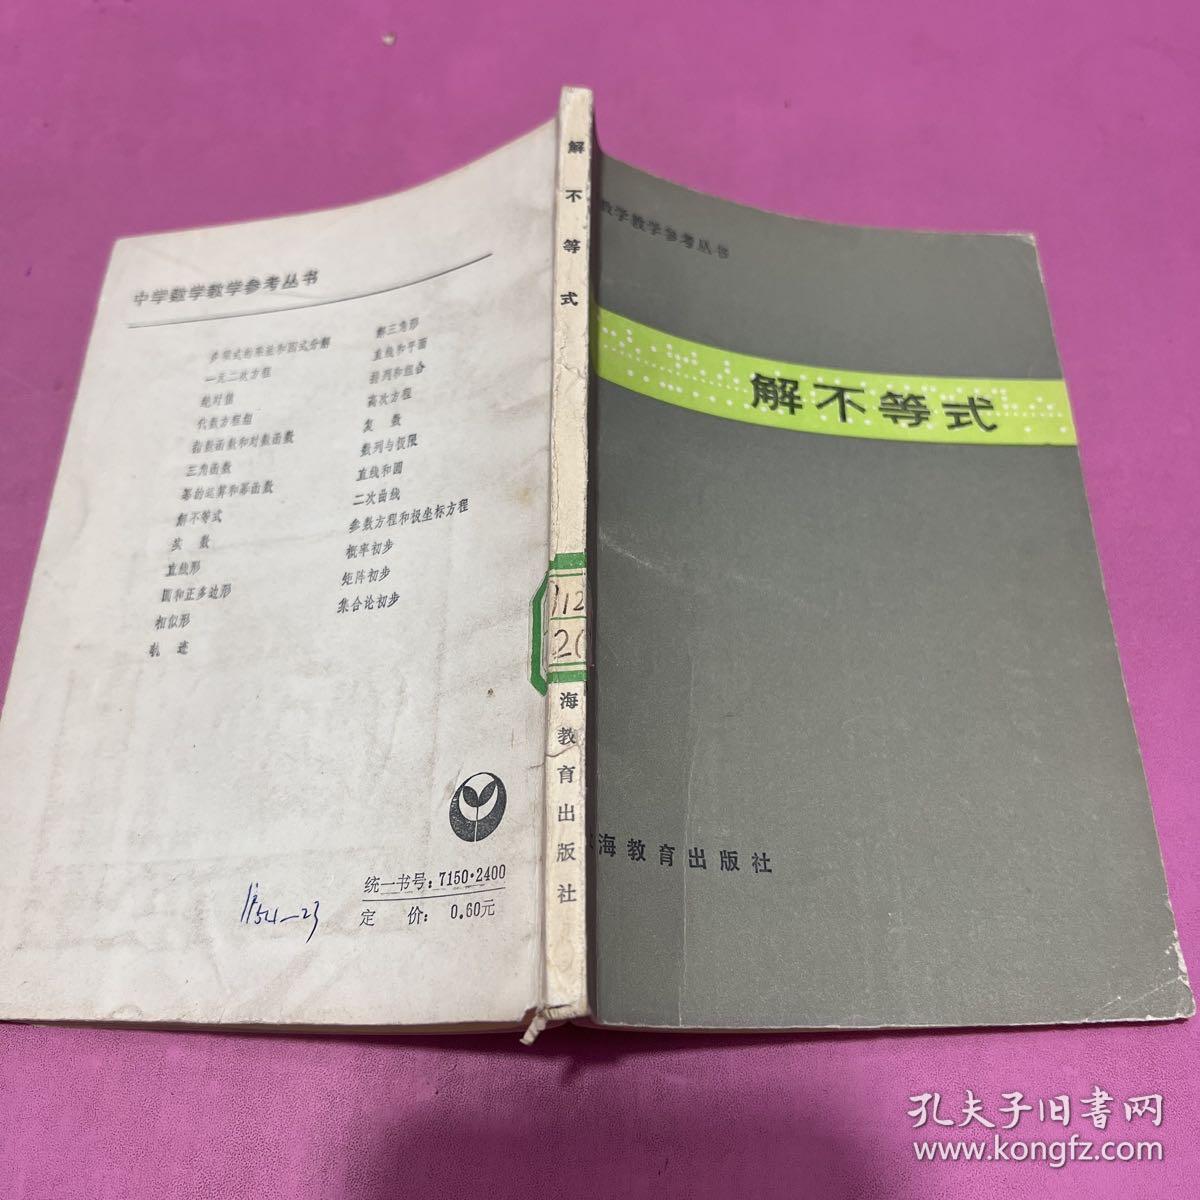 中学数学教学参考丛书
多项式的乘法和因式分解
一元二次方程
绝对值
代数方程组
指数函数和对数函数
三角函数
幂的运算和幂函数
解不等式
函 数
直线形
圆和正多边形
相似形
轨 迹
解三角形
直线和平面
排列和组合
高次方程
复 数
数列与极限
直线和圆
二次曲线
参数方程和极坐标方程
概率初步
矩阵初步
集合论初步
统一书号：7150·2400
定 价： 0.60元
解不等式
112
海教育出版社
数学教学参考丛书
解不等式
海教育出版社
孔夫子旧书网
www.kongfz.com